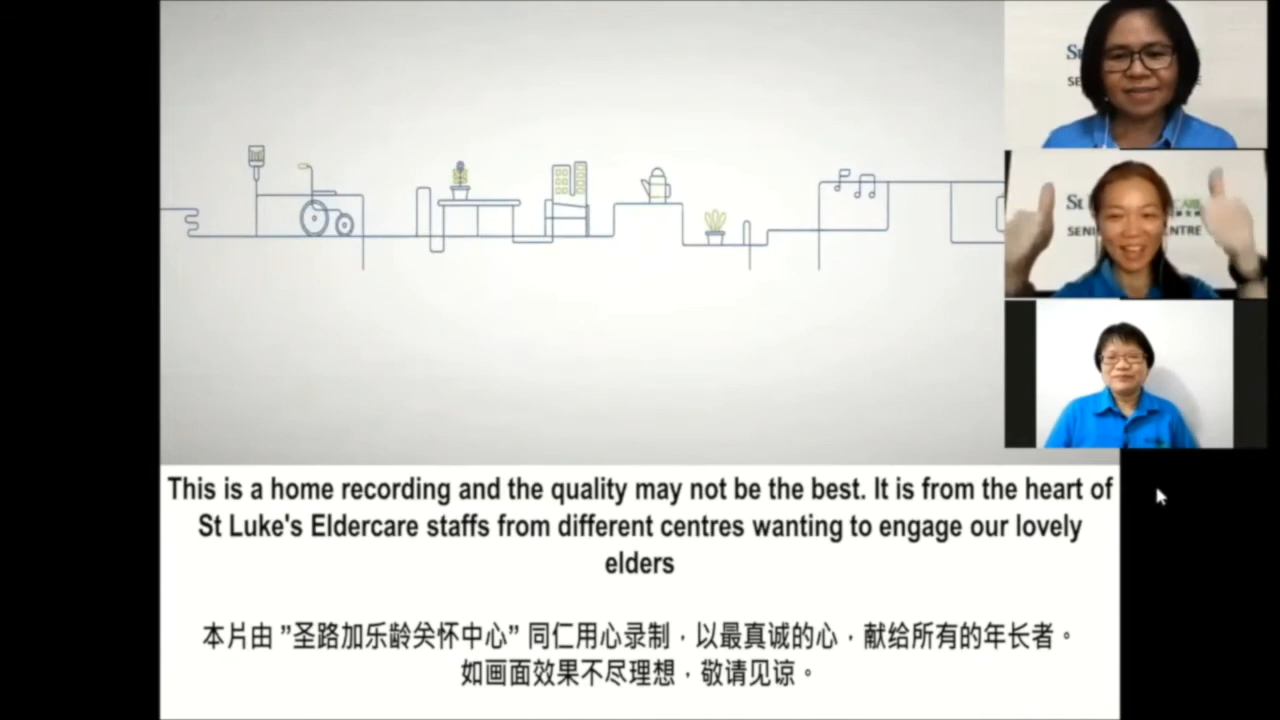 This is a home recording and the quality may not be the best. It is from the heart of
St Luke's Eldercare staffs from different centres wanting to engage our lovely
elders
本片由 ”圣路加乐龄关怀中心” 同仁用心录制，以最真诚的心，献给所有的年长者。
如画面效果不尽理想，敬请见谅。